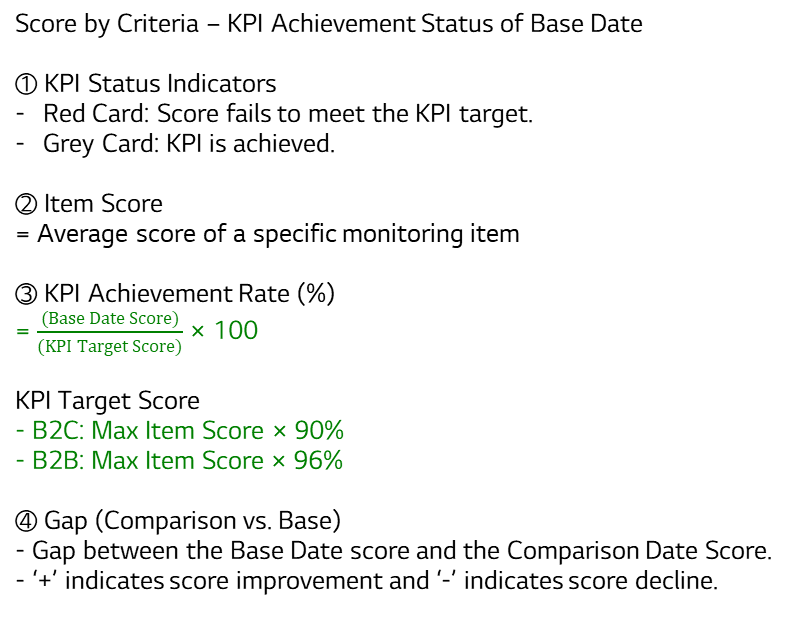 Score by Criteria – KPI Achievement Status of Base Date
① KPI Status Indicators
- Red Card: Score fails to meet the KPI target.
- Grey Card: KPI is achieved.
② Item Score
= Average score of a specific monitoring item
③ KPI Achievement Rate (%)
= (Base Date Score) / (KPI Target Score) × 100
KPI Target Score
- B2C: Max Item Score × 90%
- B2B: Max Item Score × 96%
④ Gap (Comparison vs. Base)
- Gap between the Base Date score and the Comparison Date Score.
- ‘+’ indicates score improvement and ‘-’ indicates score decline.